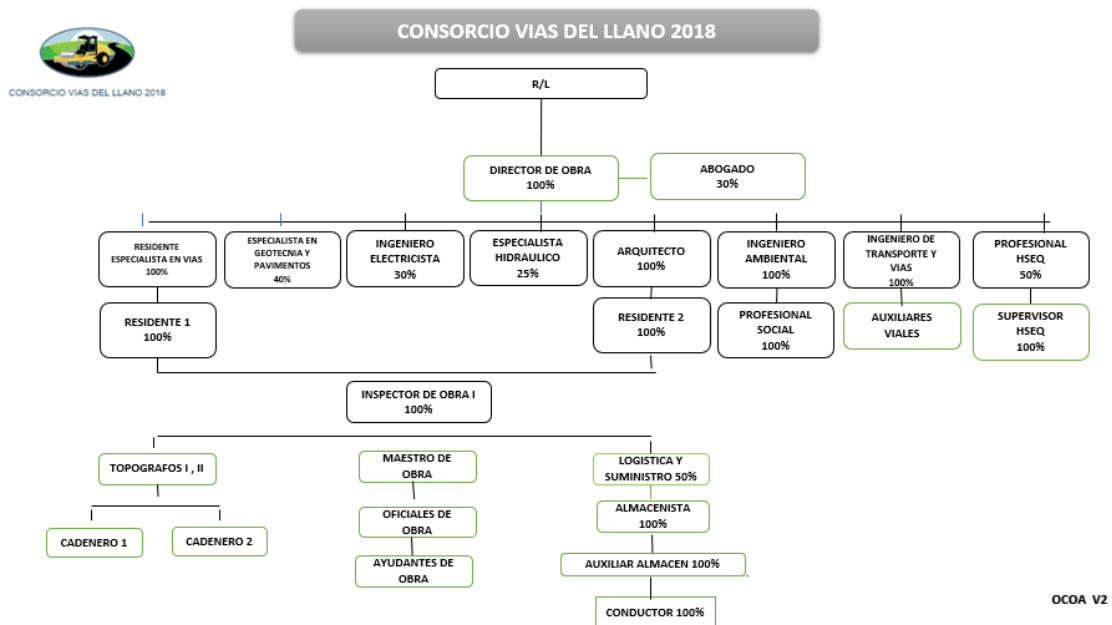 CONSORCIO VIAS DEL LLANO 2018
CONSORCIO VIAS DEL LLANO 2018
R/L
DIRECTOR DE OBRA
100%
ABOGADO
30%
RESIDENTE
ESPECIALISTA EN VIAS
100%
ESPECIALISTA EN
GEOTECNIA Y
PAVIMENTOS
40%
INGENIERO
ELECTRICISTA
30%
ESPECIALISTA
HIDRAULICO
25%
ARQUITECTO
100%
INGENIERO
AMBIENTAL
100%
INGENIERO DE
TRANSPORTE Y
VIAS
100%
PROFESIONAL
HSEQ
50%
RESIDENTE 1
100%
RESIDENTE 2
100%
PROFESIONAL
SOCIAL
100%
AUXILIARES
VIALES
SUPERVISOR
HSEQ
100%
INSPECTOR DE OBRA I
100%
TOPOGRAFOS I , II
MAESTRO DE
OBRA
LOGISTICA Y
SUMINISTRO 50%
CADENERO 1
CADENERO 2
OFICIALES DE
OBRA
ALMACENISTA
100%
AYUDANTES DE
OBRA
AUXILIAR ALMACEN 100%
CONDUCTOR 100%
OCOA V2